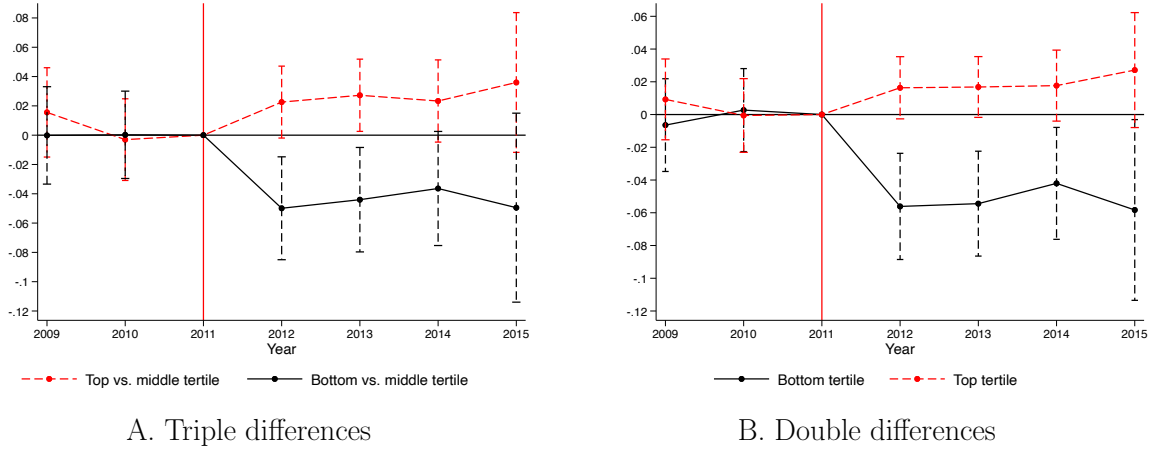 .08
.06
.04
.02
0
-.02
-.04
-.06
-.08
-.1
-.12
2009 2010 2011 2012 2013 2014 2015
Year
Top vs. middle tertile Bottom vs. middle tertile
A. Triple differences
.06
.04
.02
0
-.02
-.04
-.06
-.08
-.1
-.12
2009 2010 2011 2012 2013 2014 2015
Year
Bottom tertile Top tertile
B. Double differences